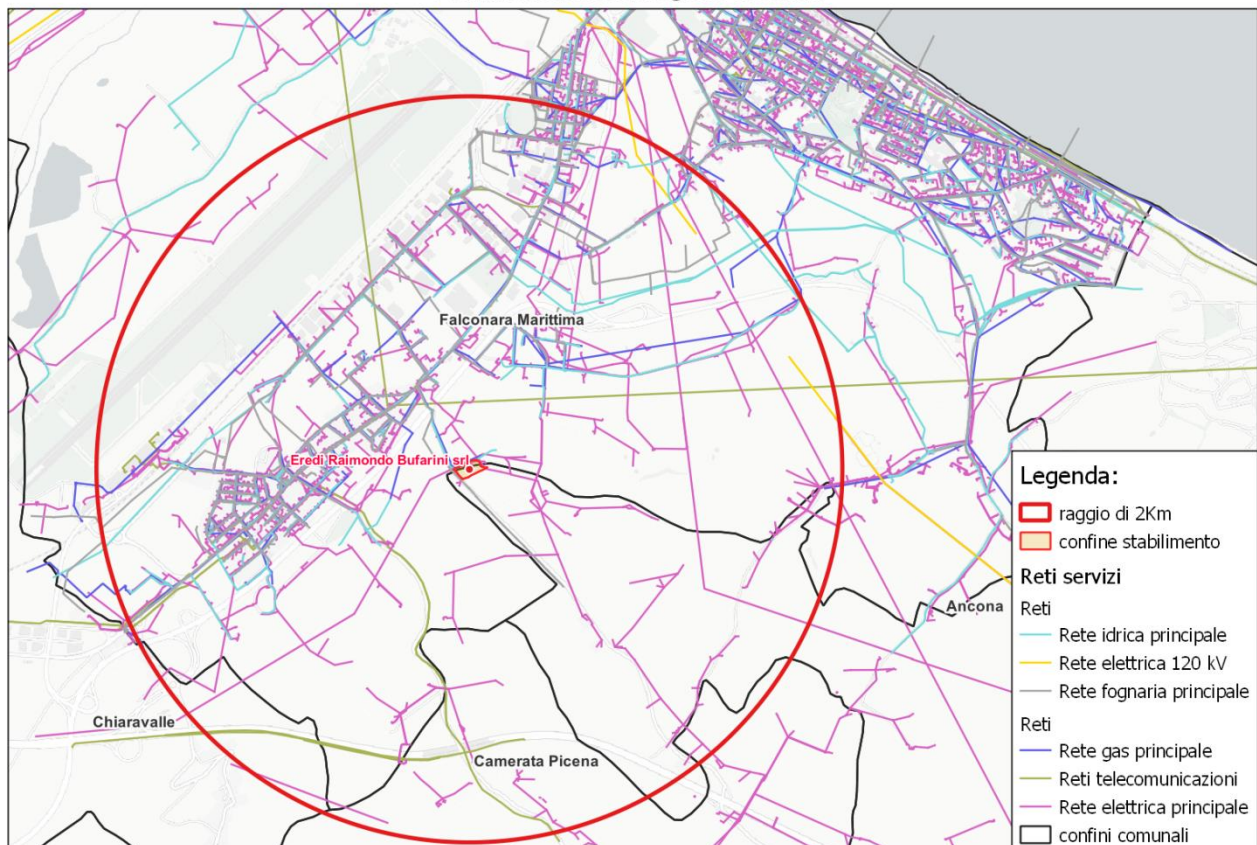 Falconara Marittima
Eredi Raimondo Bufarini srl
Ancona
Chiaravalle
Camerata Picena
Legenda:
raggio di 2Km
confine stabilimento
Reti servizi
Reti
Rete idrica principale
Rete elettrica 120 kV
Rete fognaria principale
Reti
Rete gas principale
Reti telecomunicazioni
Rete elettrica principale
confini comunali